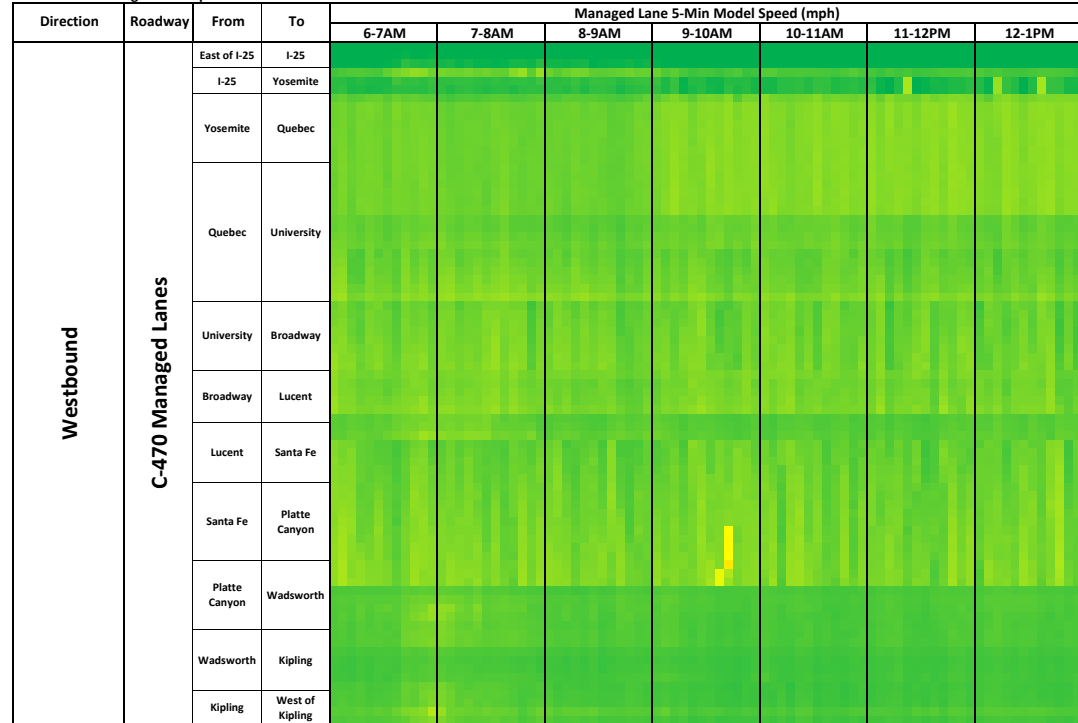 Direction Roadway From To Managed Lane 5-Min Model Speed (mph)
6-7AM 7-8AM 8-9AM 9-10AM 10-11AM 11-12PM 12-1PM
Westbound
C-470 Managed Lanes
East of I-25 I-25
I-25 Yosemite
Yosemite Quebec
Quebec University
University Broadway
Broadway Lucent
Lucent Santa Fe
Santa Fe Platte
Canyon
Platte
Canyon Wadsworth
Wadsworth Kipling
Kipling West of
Kipling